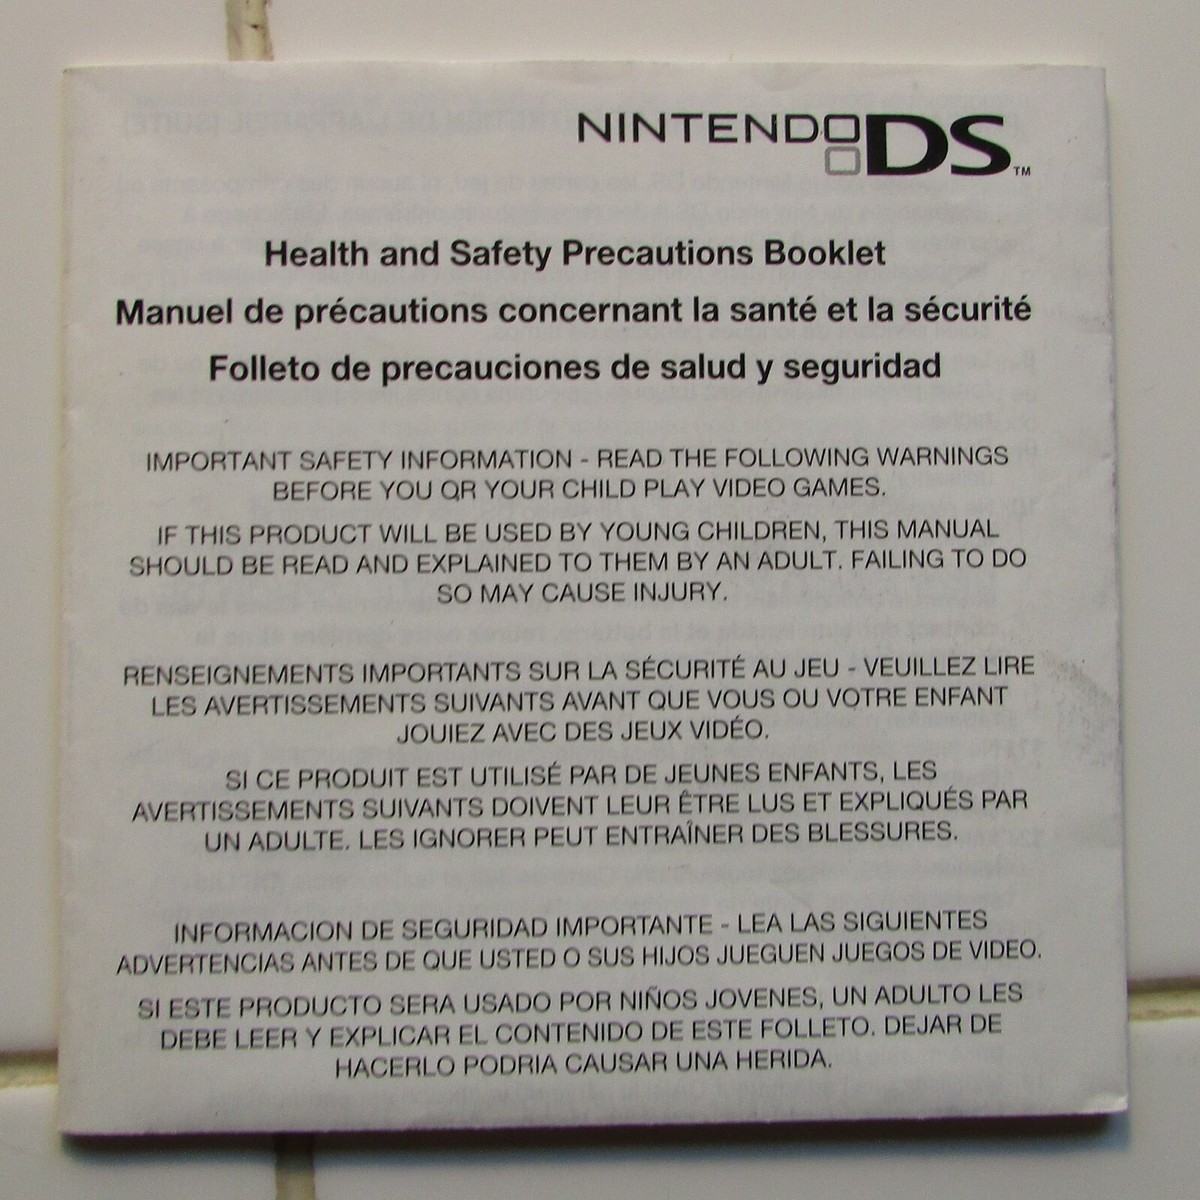 NINTENDO DS™
Health and Safety Precautions Booklet
Manuel de précautions concernant la santé et la sécurité
Folleto de precauciones de salud y seguridad
IMPORTANT SAFETY INFORMATION - READ THE FOLLOWING WARNINGS
BEFORE YOU OR YOUR CHILD PLAY VIDEO GAMES.
IF THIS PRODUCT WILL BE USED BY YOUNG CHILDREN, THIS MANUAL
SHOULD BE READ AND EXPLAINED TO THEM BY AN ADULT. FAILING TO DO
SO MAY CAUSE INJURY.
RENSEIGNEMENTS IMPORTANTS SUR LA SÉCURITÉ AU JEU - VEUILLEZ LIRE
LES AVERTISSEMENTS SUIVANTS AVANT QUE VOUS OU VOTRE ENFANT
JOUIEZ AVEC DES JEUX VIDÉO.
SI CE PRODUIT EST UTILISÉ PAR DE JEUNES ENFANTS, LES
AVERTISSEMENTS SUIVANTS DOIVENT LEUR ÊTRE LUS ET EXPLIQUÉS PAR
UN ADULTE. LES IGNORER PEUT ENTRAÎNER DES BLESSURES.
INFORMACION DE SEGURIDAD IMPORTANTE - LEA LAS SIGUIENTES
ADVERTENCIAS ANTES DE QUE USTED O SUS HIJOS JUEGUEN JUEGOS DE VIDEO.
SI ESTE PRODUCTO SERA USADO POR NIÑOS JOVENES, UN ADULTO LES
DEBE LEER Y EXPLICAR EL CONTENIDO DE ESTE FOLLETO. DEJAR DE
HACERLO PODRIA CAUSAR UNA HERIDA.